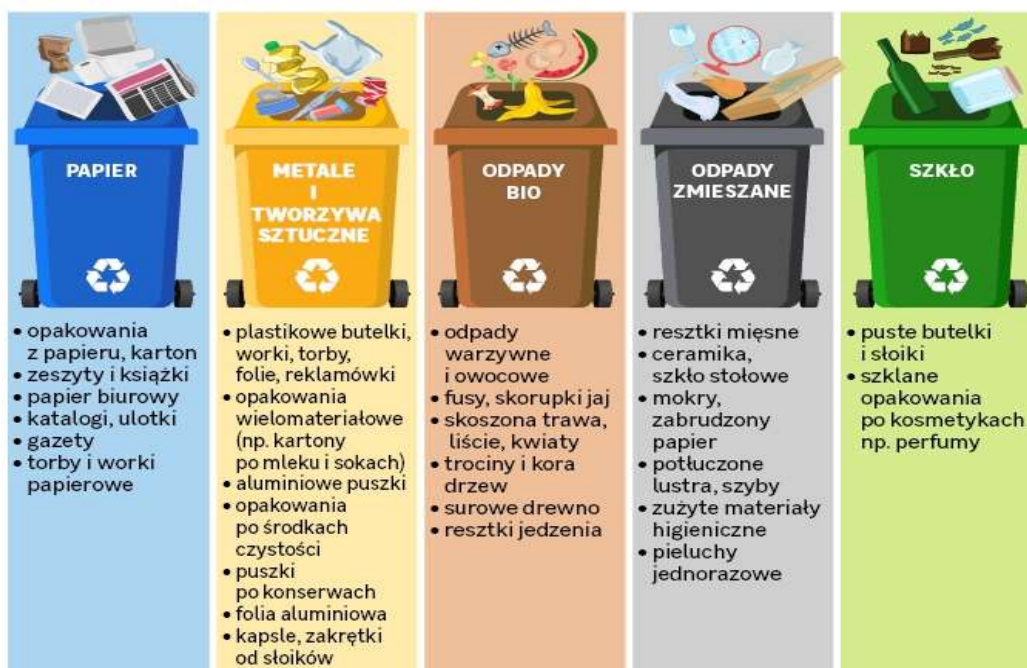 PAPIER
• opakowania
z papieru, karton
• zeszyty i książki
• papier biurowy
• katalogi, ulotki
• gazety
• torby i worki
papierowe
METALE
I
TWORZYWA
SZTUCZNE
• plastikowe butelki,
worki, torby,
folie, reklamówki
• opakowania
wielomateriałowe
(np. kartony
po mleku i sokach)
• aluminiowe puszki
• opakowania
po środkach
czystości
• puszki
po konserwach
• folia aluminiowa
• kapsle, zakrętki
od słoików
ODPADY
BIO
• odpady
warzywne
i owocowe
• fusy, skorupki jaj
• skoszona trawa,
liście, kwiaty
• trociny i kora
drzew
• surowe drewno
• resztki jedzenia
ODPADY
ZMIESZANE
• resztki mięsne
• ceramika,
szkło stołowe
• mokry,
zabrudzony
papier
• potłuczone
lustra, szyby
• zużyte materiały
higieniczne
• pieluchy
jednorazowe
SZKŁO
• puste butelki
i słoiki
• szklane
opakowania
po kosmetykach
np. perfumy